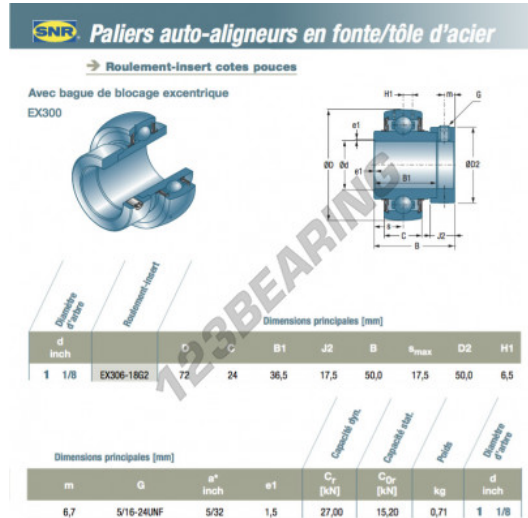 SNR Paliers auto-aligneurs en fonte/tôle d'acier
Roulement-insert cotes pouces
Avec bague de blocage excentrique
EX300
H1 m G
e1
ØD Ød ØD2
e1 B1
s
C J2
B
123BEARING
Diamètre d'arbre Roulement-insert Dimensions principales [mm]
d inch D C B1 J2 B smax D2 H1
1 1/8 EX306-18G2 72 24 36,5 17,5 50,0 17,5 50,0 6,5
Dimensions principales [mm] Capacité dyn. Capacité stat. Poids Diamètre d'arbre
m G a* inch e1 Cr [kN] C0r [kN] kg d inch
6,7 5/16-24UNF 5/32 1,5 27,00 15,20 0,71 1 1/8